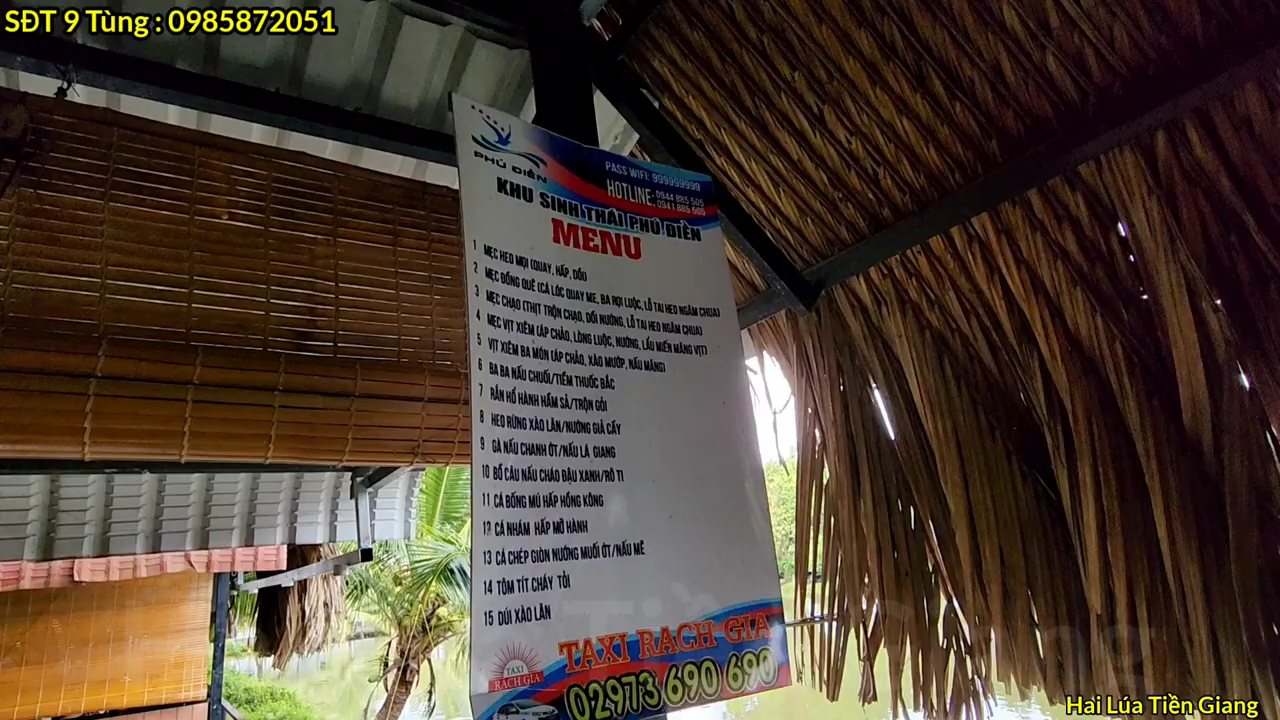 SĐT 9 Tùng : 0985872051
PHÚ ĐIỀN
PASS WIFI: 999999999
HOTLINE: 0944 885 505
0941 885 505
KHU SINH THÁI PHÚ ĐIỀN
MENU
1 MẸC HEO MỌI (QUAY, HẤP, DỒI)
2 MẸC ĐỒNG QUÊ (CÁ LÓC QUAY ME, BA RỌI LUỘC, LỖ TAI HEO NGÂM CHUA)
3 MẸC CHẠO (THỊT TRỘN CHẠO, DỒI NƯỚNG, LỖ TAI HEO NGÂM CHUA)
4 MẸC VỊT XIÊM (ÁP CHẢO, LÒNG LUỘC, NƯỚNG, LẨU MIẾN MĂNG VỊT)
5 VỊT XIÊM BA MÓN (ÁP CHẢO, XÀO MƯỚP, NẤU MĂNG)
6 BA BA NẤU CHUỐI/TIỀM THUỐC BẮC
7 RẮN HỔ HÀNH HẦM SẢ/TRỘN GỎI
8 HEO RỪNG XÀO LĂN/NƯỚNG GIẢ CẦY
9 GÀ NẤU CHANH ỚT/NẤU LÁ GIANG
10 BỒ CÂU NẤU CHÁO ĐẬU XANH/RÔ TI
11 CÁ BỐNG MÚ HẤP HỒNG KÔNG
12 CÁ NHÁM HẤP MỠ HÀNH
13 CÁ CHÉP GIÒN NƯỚNG MUỐI ỚT/NẤU MẺ
14 TÔM TÍT CHÁY TỎI
15 DÚI XÀO LĂN
TAXI
RẠCH GIÁ
TAXI RẠCH GIÁ
02973 690 690
Hai Lúa Tiền Giang